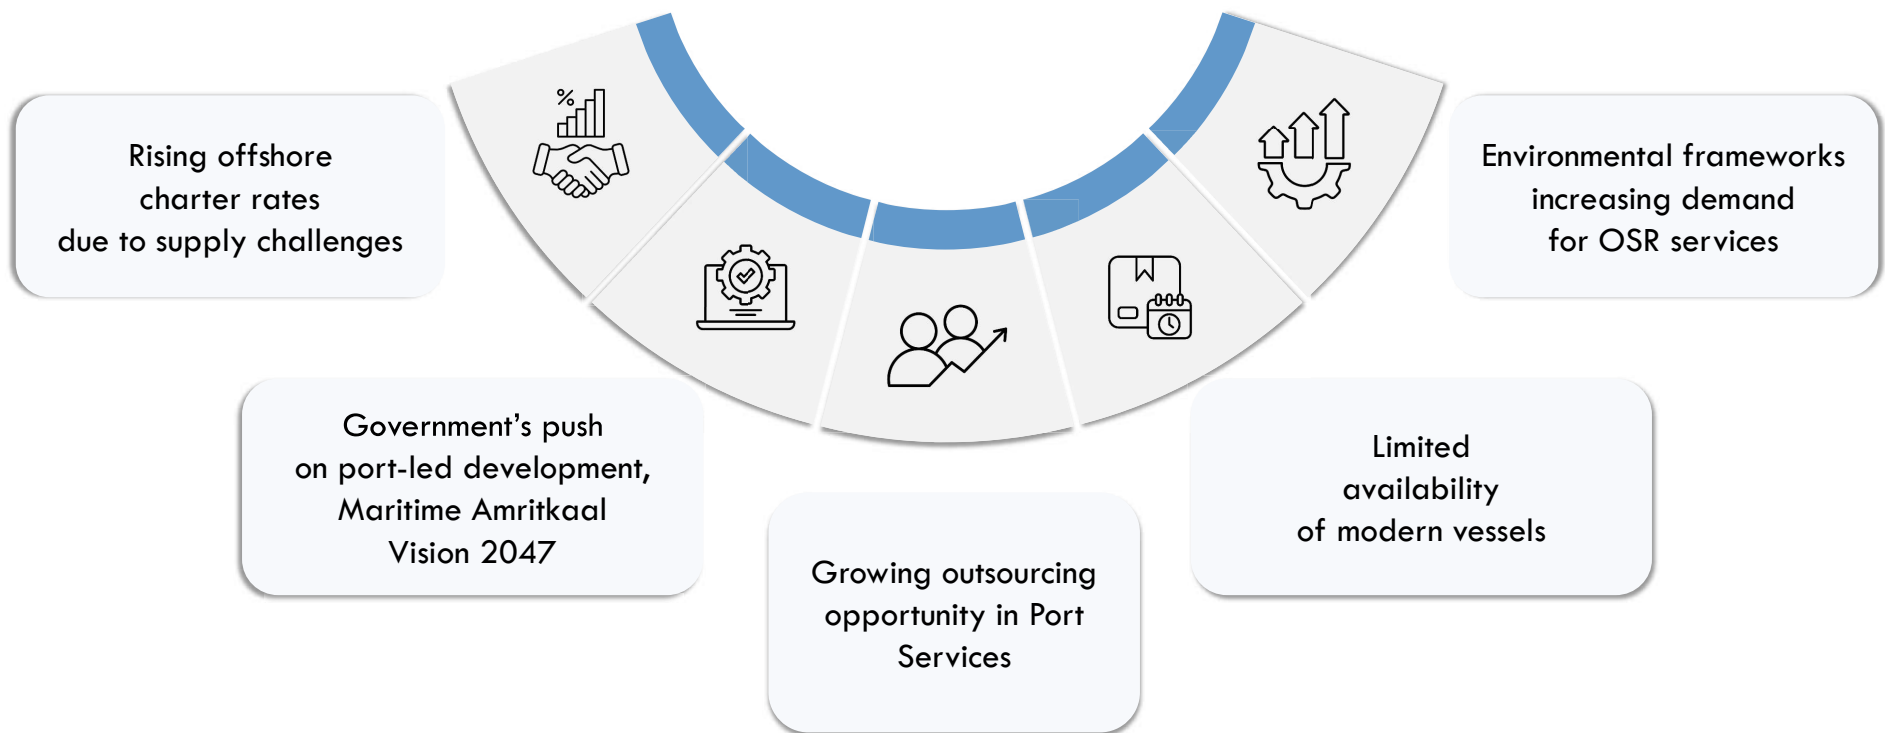 Rising offshore
charter rates
due to supply challenges
Government’s push
on port-led development,
Maritime Amritkaal
Vision 2047
Growing outsourcing
opportunity in Port
Services
Limited
availability
of modern vessels
Environmental frameworks
increasing demand
for OSR services
%